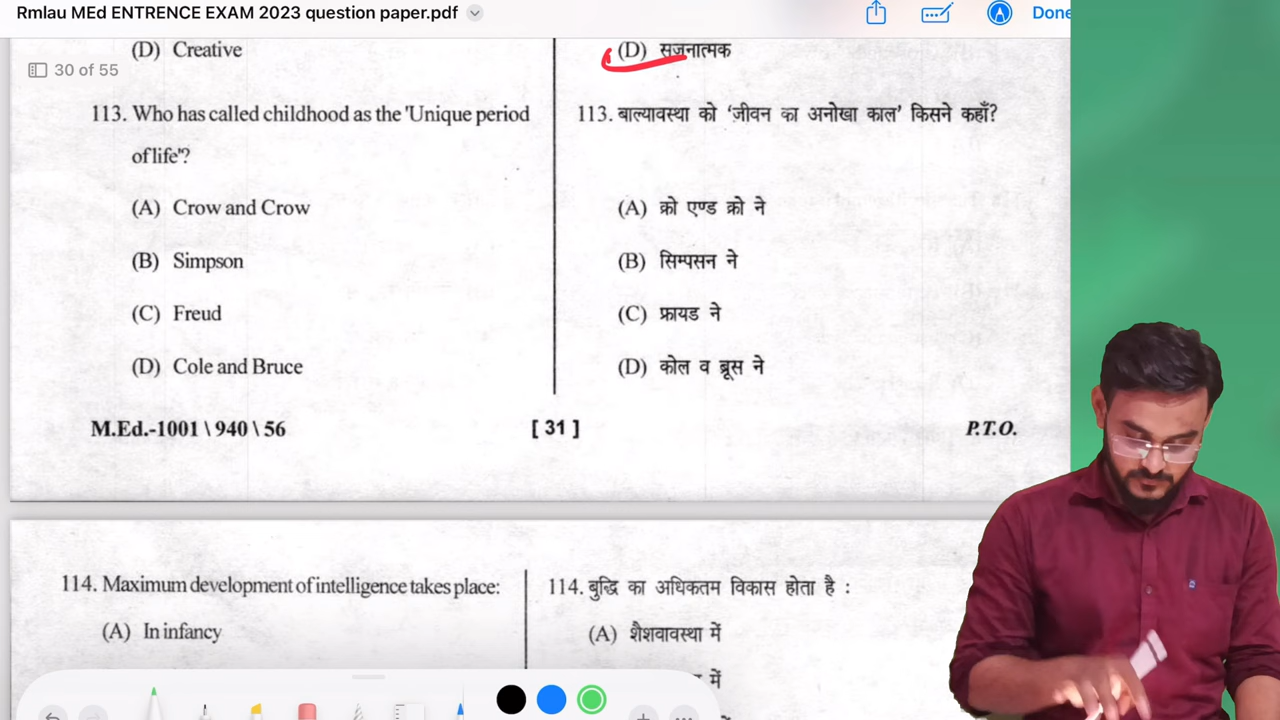 Rmlau MEd ENTRENCE EXAM 2023 question paper.pdf
Done
(D) Creative
(D) सृजनात्मक
30 of 55
113. Who has called childhood as the 'Unique period
of life'?
(A) Crow and Crow
(B) Simpson
(C) Freud
(D) Cole and Bruce
113. बाल्यावस्था को ‘जीवन का अनोखा काल’ किसने कहाँ?
(A) क्रो एण्ड क्रो ने
(B) सिम्पसन ने
(C) फ्रायड ने
(D) कोल व ब्रूस ने
M.Ed.-1001 \ 940 \ 56
[ 31 ]
P.T.O.
114. Maximum development of intelligence takes place:
(A) In infancy
114. बुद्धि का अधिकतम विकास होता है :
(A) शैशवावस्था में
में